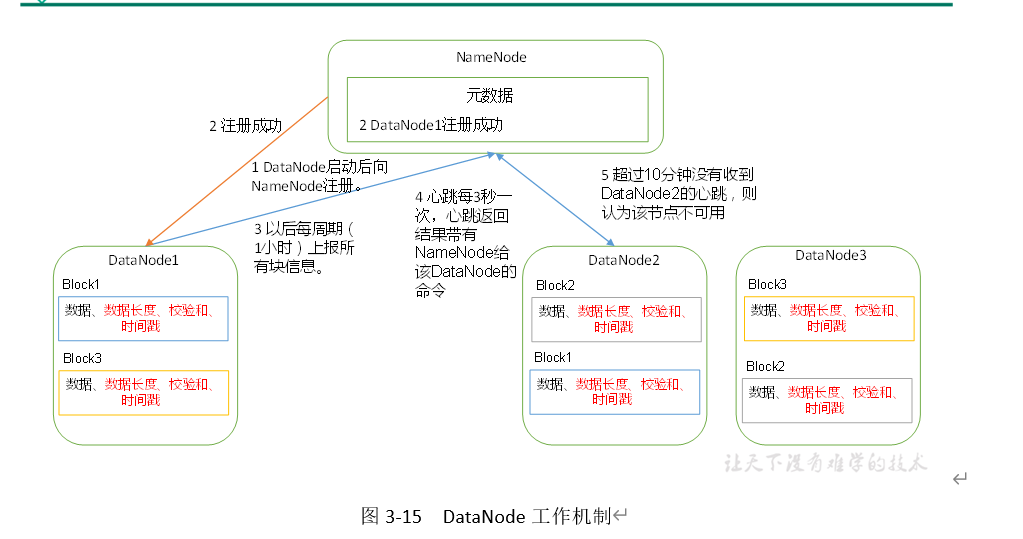 NameNode
元数据
2 DataNode1注册成功
2 注册成功
1 DataNode启动后向
NameNode注册。
3 以后每周期（
1小时）上报所
有块信息。
4 心跳每3秒一
次，心跳返回
结果带有
NameNode给
该DataNode的
命令
5 超过10分钟没有收到
DataNode2的心跳，则
认为该节点不可用
DataNode1
Block1
数据、数据长度、校验和、
时间戳
Block3
数据、数据长度、校验和、
时间戳
DataNode2
Block2
数据、数据长度、校验和、
时间戳
Block1
数据、数据长度、校验和、
时间戳
DataNode3
Block3
数据、数据长度、校验和、
时间戳
Block2
数据、数据长度、校验和、
时间戳
让天下没有难学的技术
图 3-15 DataNode 工作机制